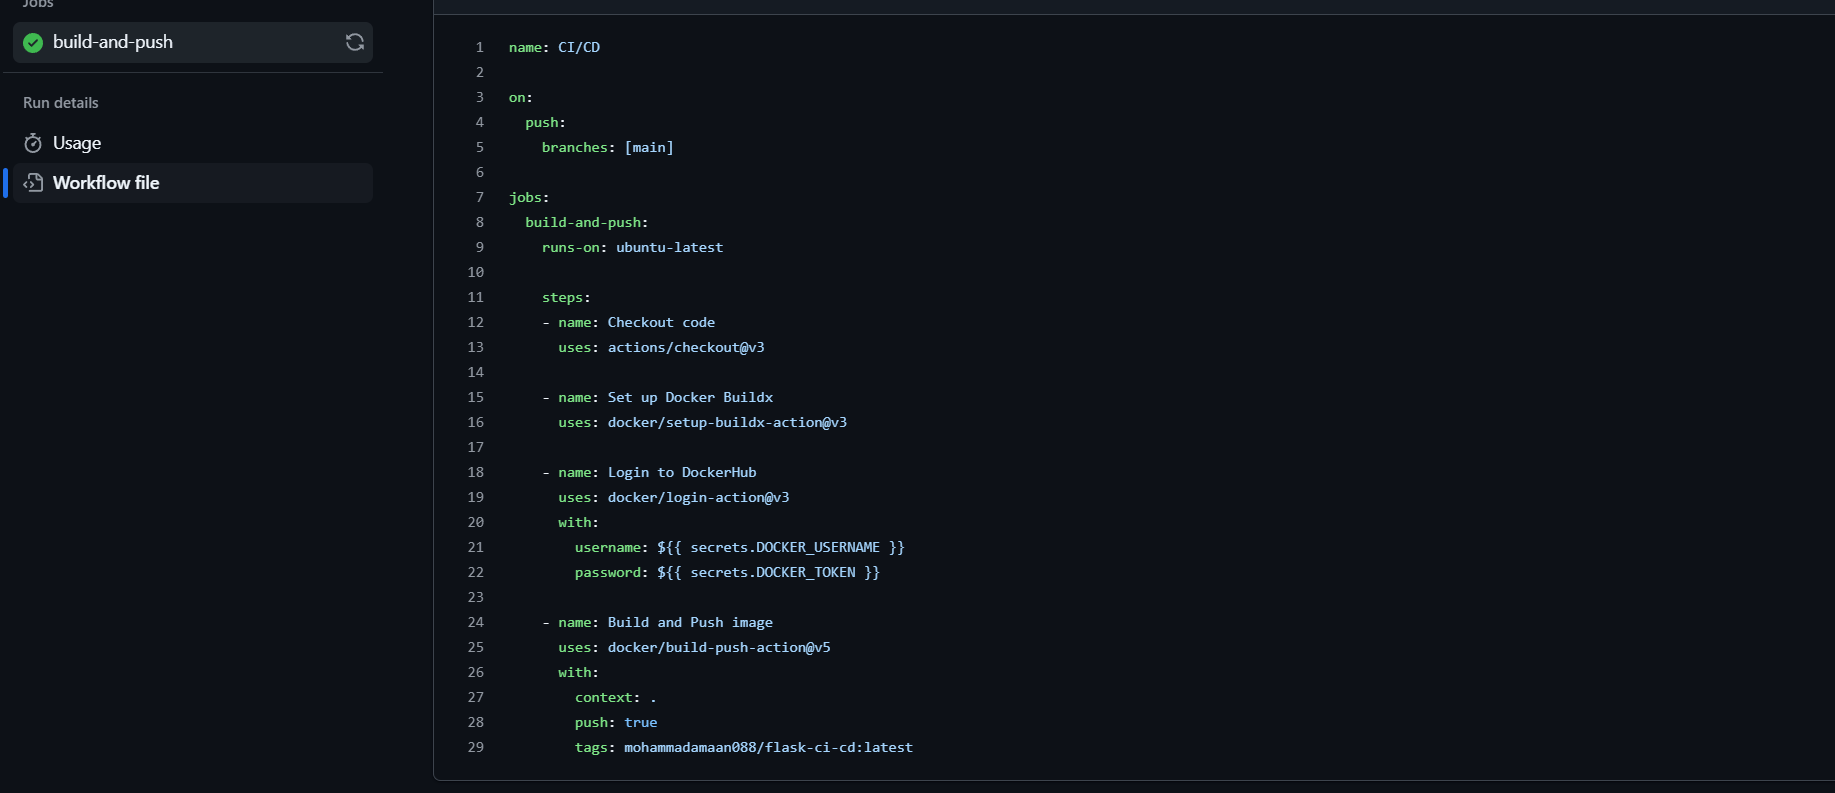 Jobs
build-and-push
Run details
Usage
Workflow file
1 name: CI/CD
2
3 on:
4   push:
5     branches: [main]
6
7 jobs:
8   build-and-push:
9     runs-on: ubuntu-latest
10
11     steps:
12     - name: Checkout code
13       uses: actions/checkout@v3
14
15     - name: Set up Docker Buildx
16       uses: docker/setup-buildx-action@v3
17
18     - name: Login to DockerHub
19       uses: docker/login-action@v3
20       with:
21         username: ${{ secrets.DOCKER_USERNAME }}
22         password: ${{ secrets.DOCKER_TOKEN }}
23
24     - name: Build and Push image
25       uses: docker/build-push-action@v5
26       with:
27         context: .
28         push: true
29         tags: mohammadamaan088/flask-ci-cd:latest